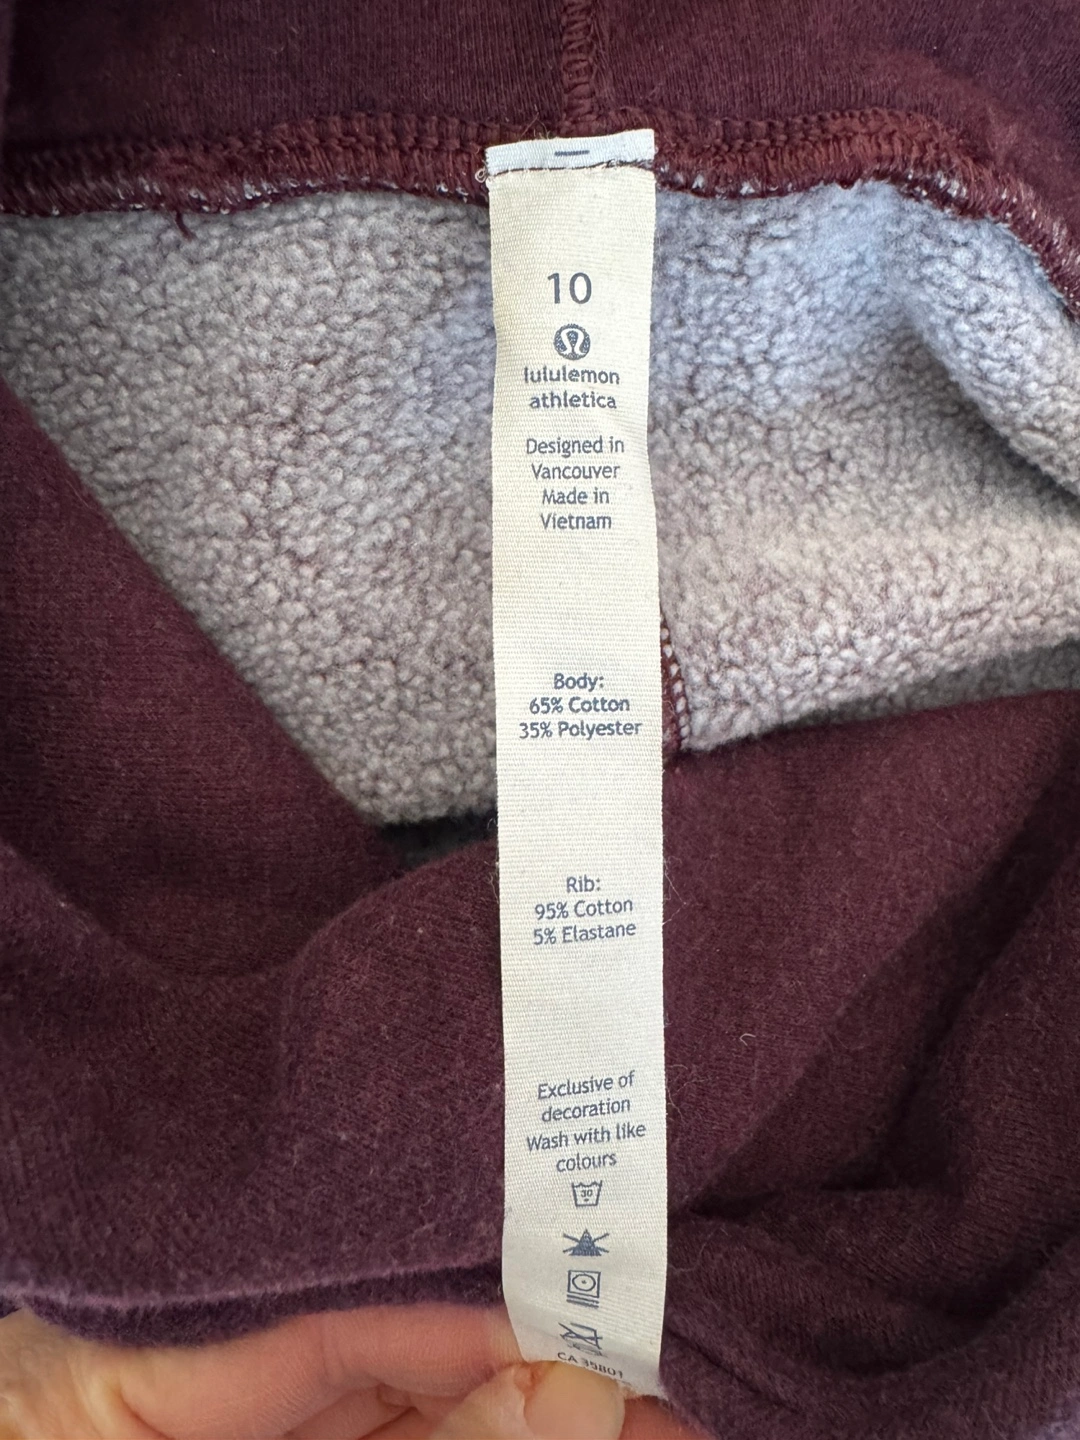 10
lululemon
athletica
Designed in
Vancouver
Made in
Vietnam
Body:
65% Cotton
35% Polyester
Rib:
95% Cotton
5% Elastane
Exclusive of
decoration
Wash with like
colours
30
CA 35801